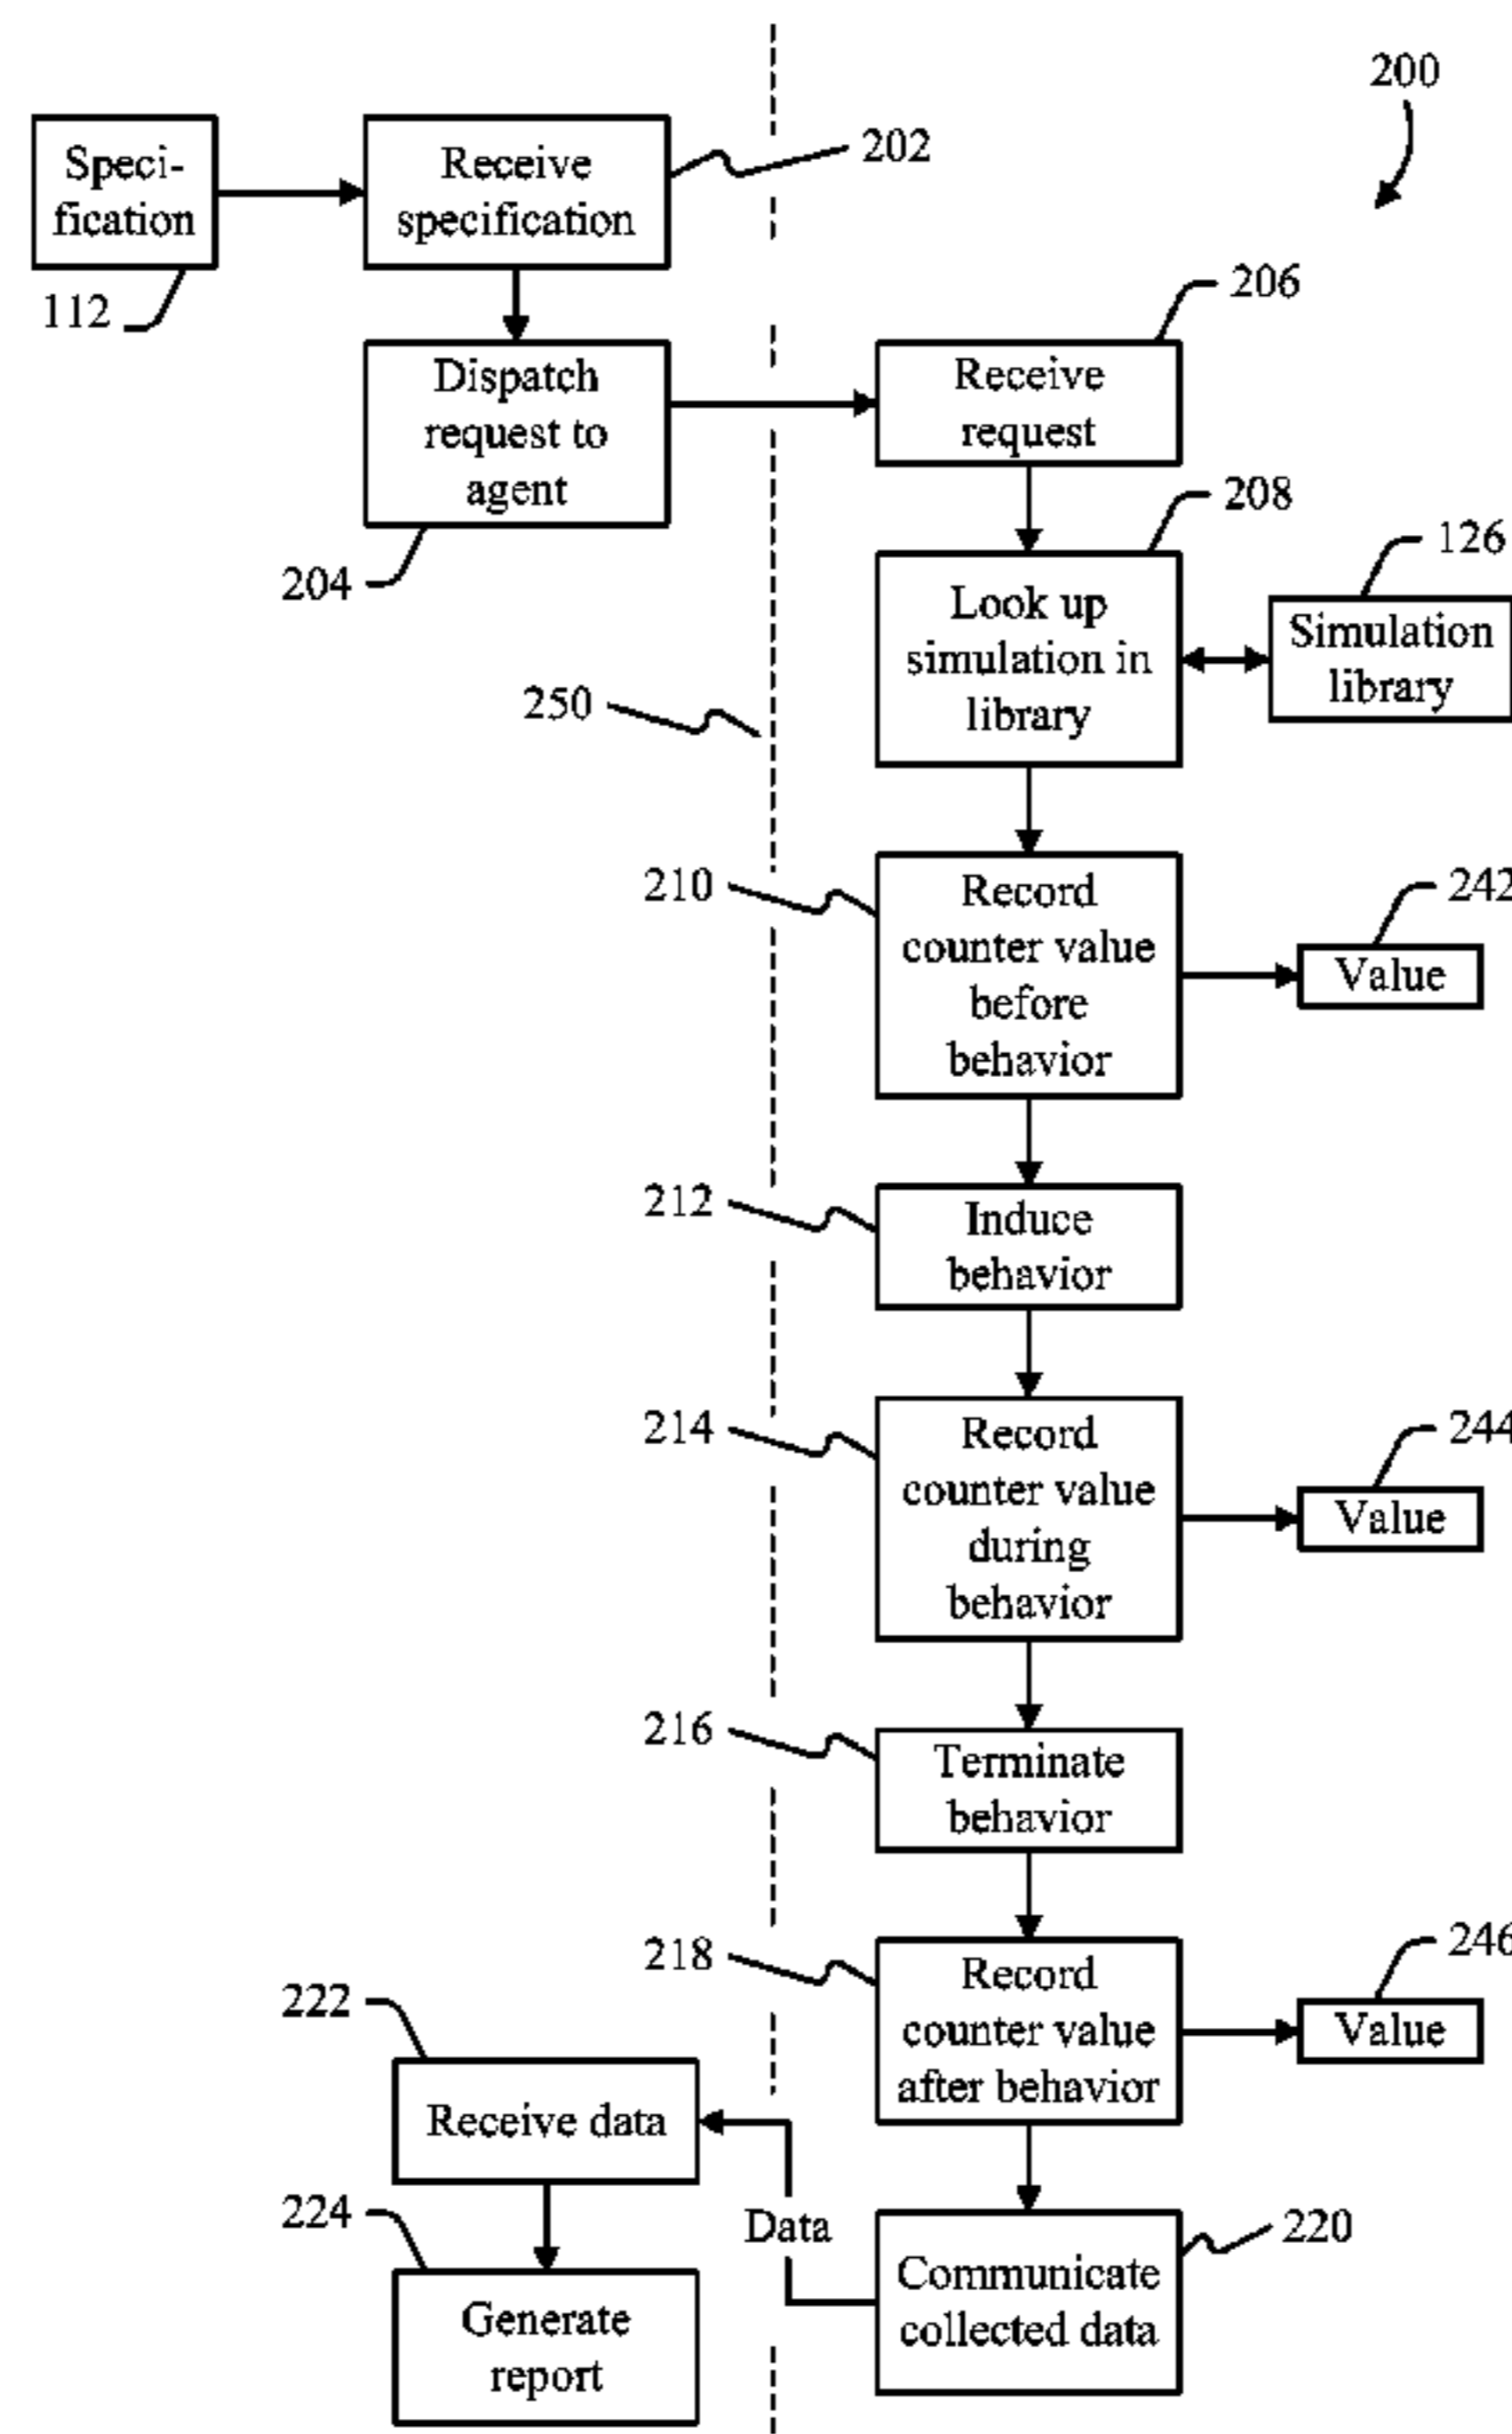 200
Speci-
fication
112
Receive
specification
202
Dispatch
request to
agent
204
206
Receive
request
208
Look up
simulation in
library
126
Simulation
library
250
210
Record
counter value
before
behavior
242
Value
212
Induce
behavior
214
Record
counter value
during
behavior
244
Value
216
Terminate
behavior
218
Record
counter value
after behavior
246
Value
222
Receive data
224
Generate
report
Data
220
Communicate
collected data